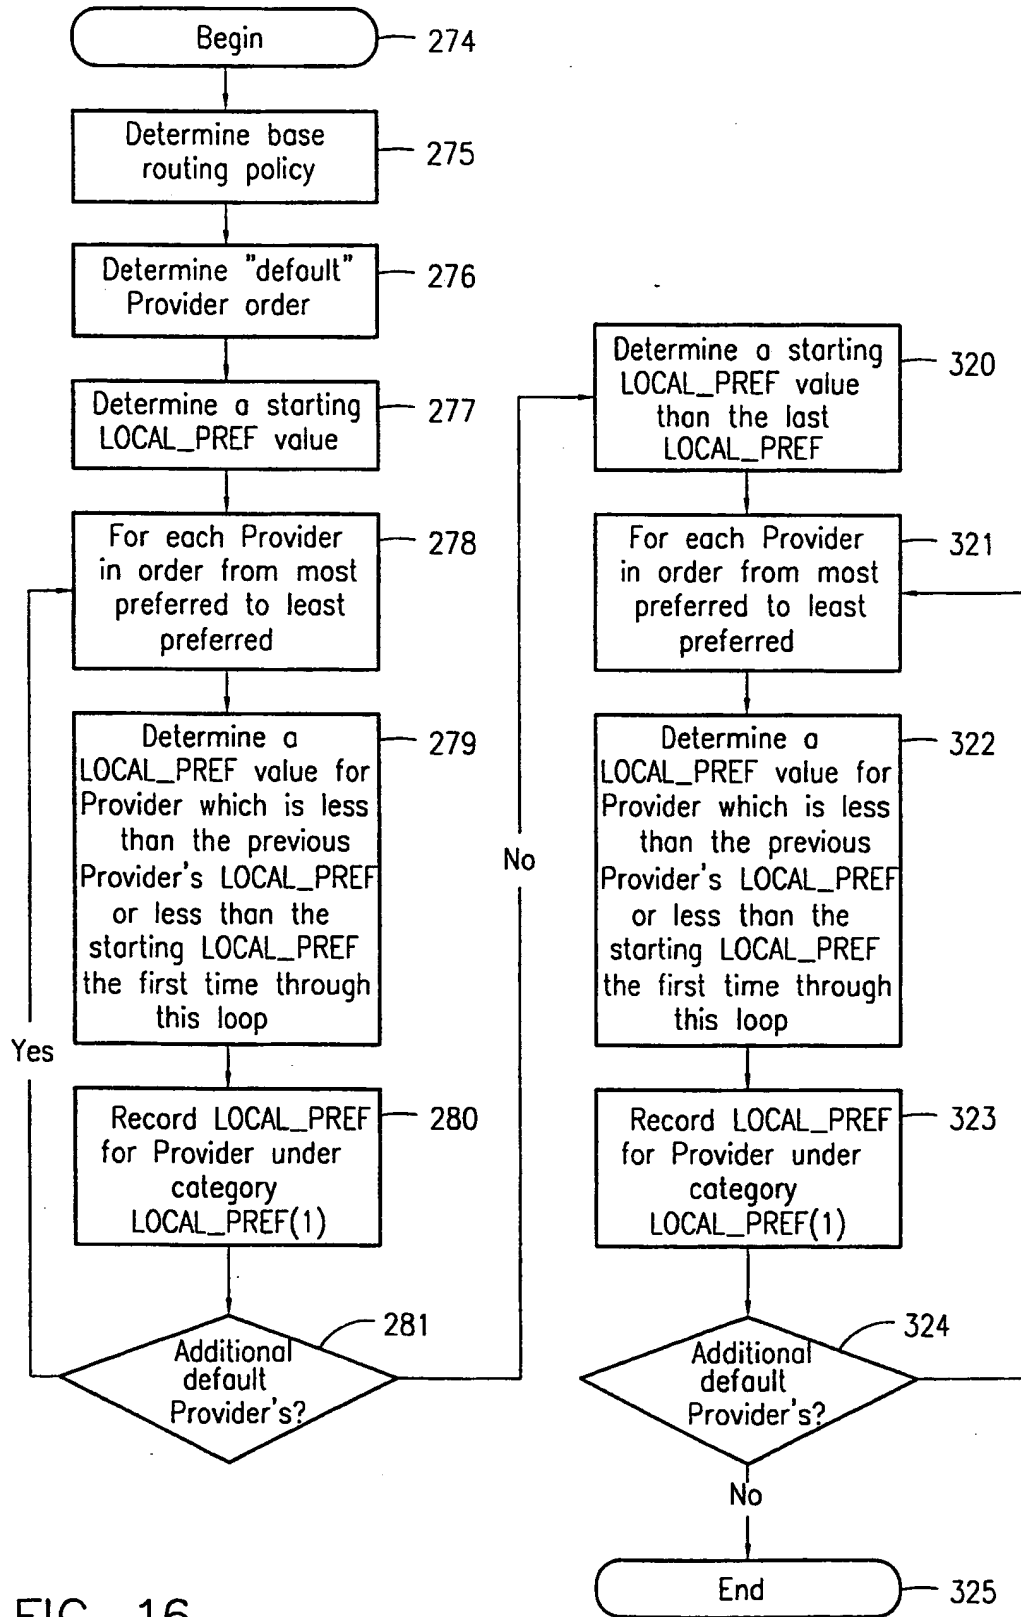 Begin
274
Determine base
routing policy
275
Determine "default"
Provider order
276
Determine a starting
LOCAL_PREF value
277
For each Provider
in order from most
preferred to least
preferred
278
Determine a
LOCAL_PREF value for
Provider which is less
than the previous
Provider's LOCAL_PREF
or less than the
starting LOCAL_PREF
the first time through
this loop
279
Yes
Record LOCAL_PREF
for Provider under
category
LOCAL_PREF(1)
280
Additional
default
Provider's?
281
No
Determine a starting
LOCAL_PREF value
than the last
LOCAL_PREF
320
For each Provider
in order from most
preferred to least
preferred
321
Determine a
LOCAL_PREF value for
Provider which is less
than the previous
Provider's LOCAL_PREF
or less than the
starting LOCAL_PREF
the first time through
this loop
322
Record LOCAL_PREF
for Provider under
category
LOCAL_PREF(1)
323
Additional
default
Provider's?
324
No
End
325
FIG. 16